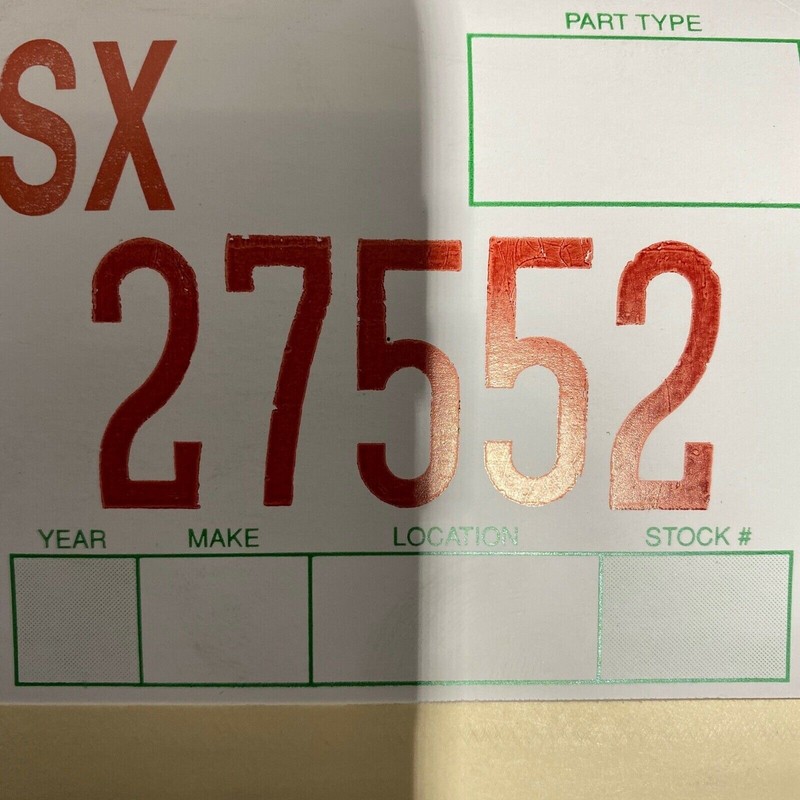 PART TYPE
SX
27552
YEAR MAKE LOCATION STOCK #